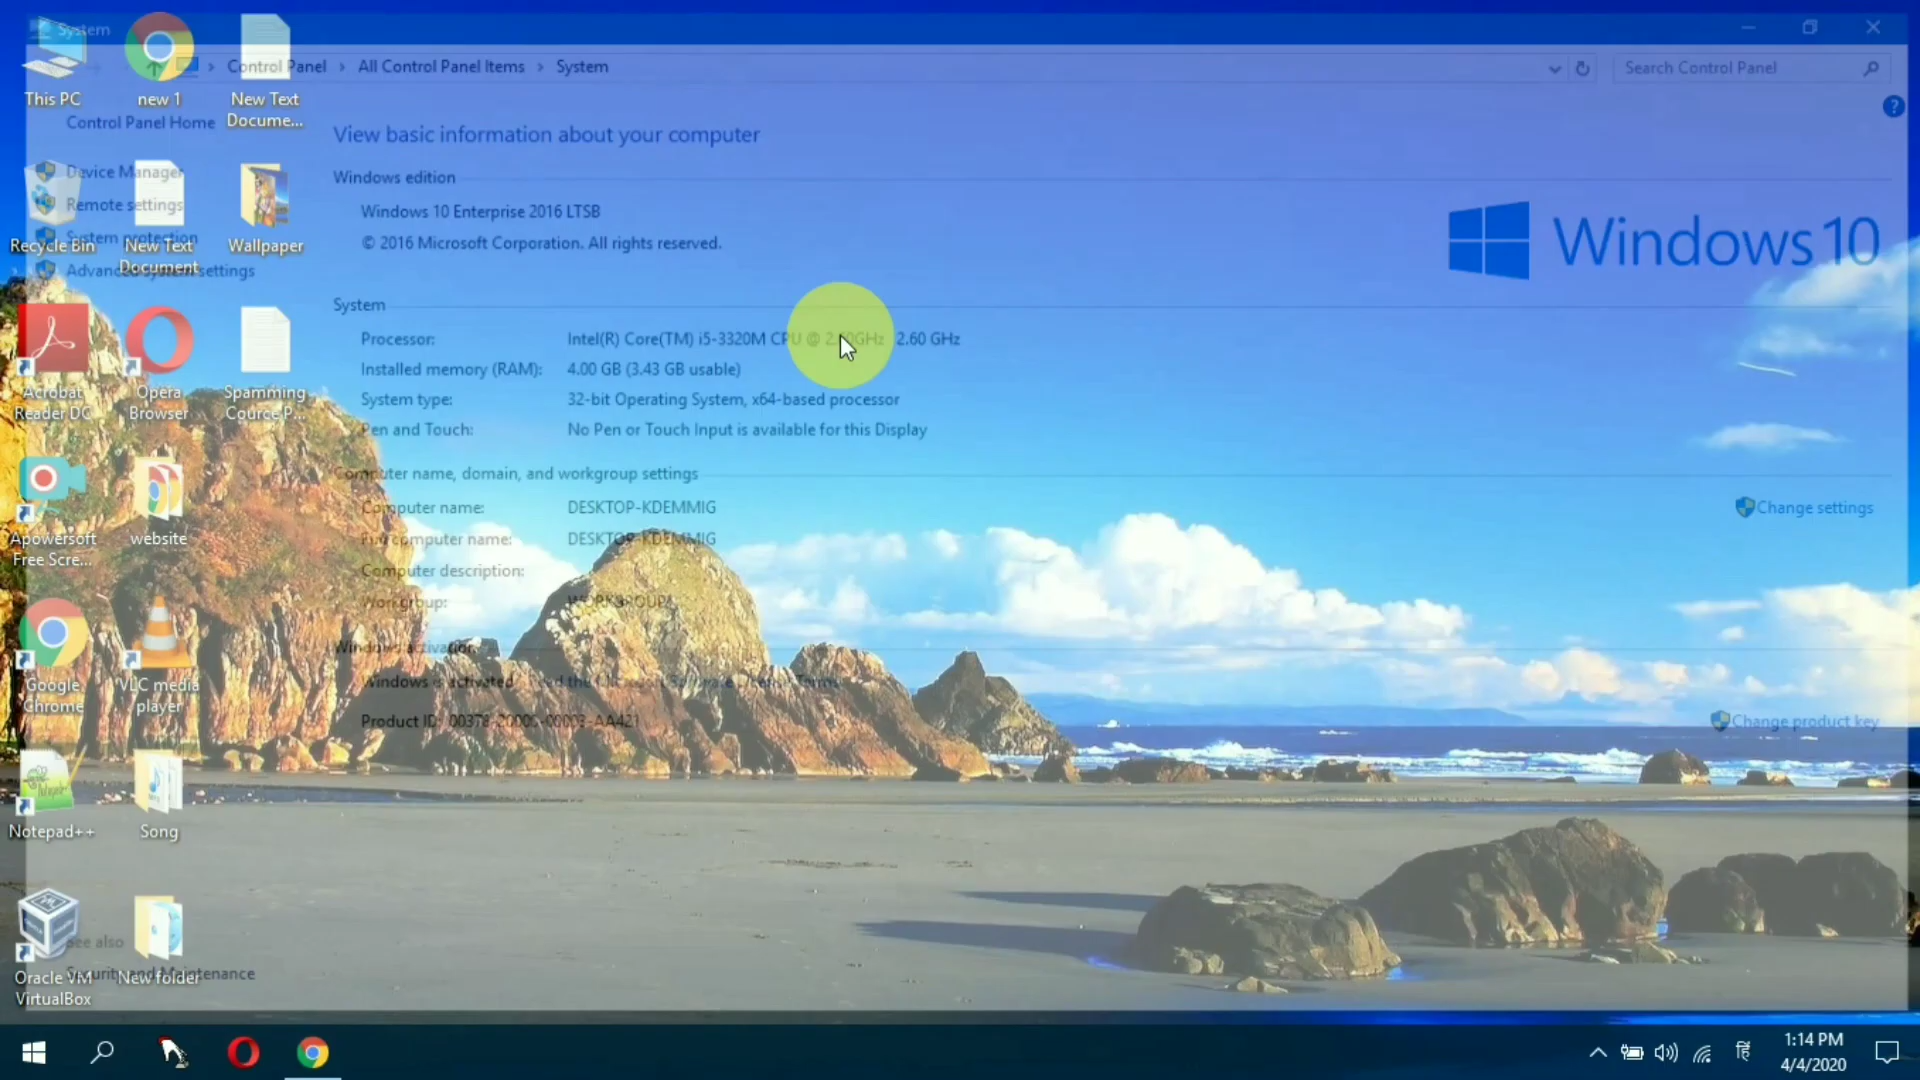 System
Control Panel > All Control Panel Items > System
Search Control Panel
This PC
new 1
New Text
Docume...
Control Panel Home
View basic information about your computer
Device Manager
Windows edition
Remote settings
Windows 10 Enterprise 2016 LTSB
System protection
© 2016 Microsoft Corporation. All rights reserved.
Windows 10
Recycle Bin
New Text
Document
Wallpaper
Advanced system settings
System
Processor: Intel(R) Core(TM) i5-3320M CPU @ 2.60GHz 2.60 GHz
Installed memory (RAM): 4.00 GB (3.43 GB usable)
System type: 32-bit Operating System, x64-based processor
Pen and Touch: No Pen or Touch Input is available for this Display
Acrobat
Reader DC
Opera
Browser
Spamming
Cource P...
Computer name, domain, and workgroup settings
Computer name: DESKTOP-KDEMMIG
Change settings
Full computer name: DESKTOP-KDEMMIG
Computer description:
Workgroup: WORKGROUP
Apowersoft
Free Scre...
website
Windows activation
Windows is activated Read the Microsoft Software License Terms
Product ID: 00378-20000-00003-AA421
Change product key
Google
Chrome
VLC media
player
Notepad++
Song
See also
Security and Maintenance
Oracle VM
VirtualBox
New folder
हिं
1:14 PM
4/4/2020